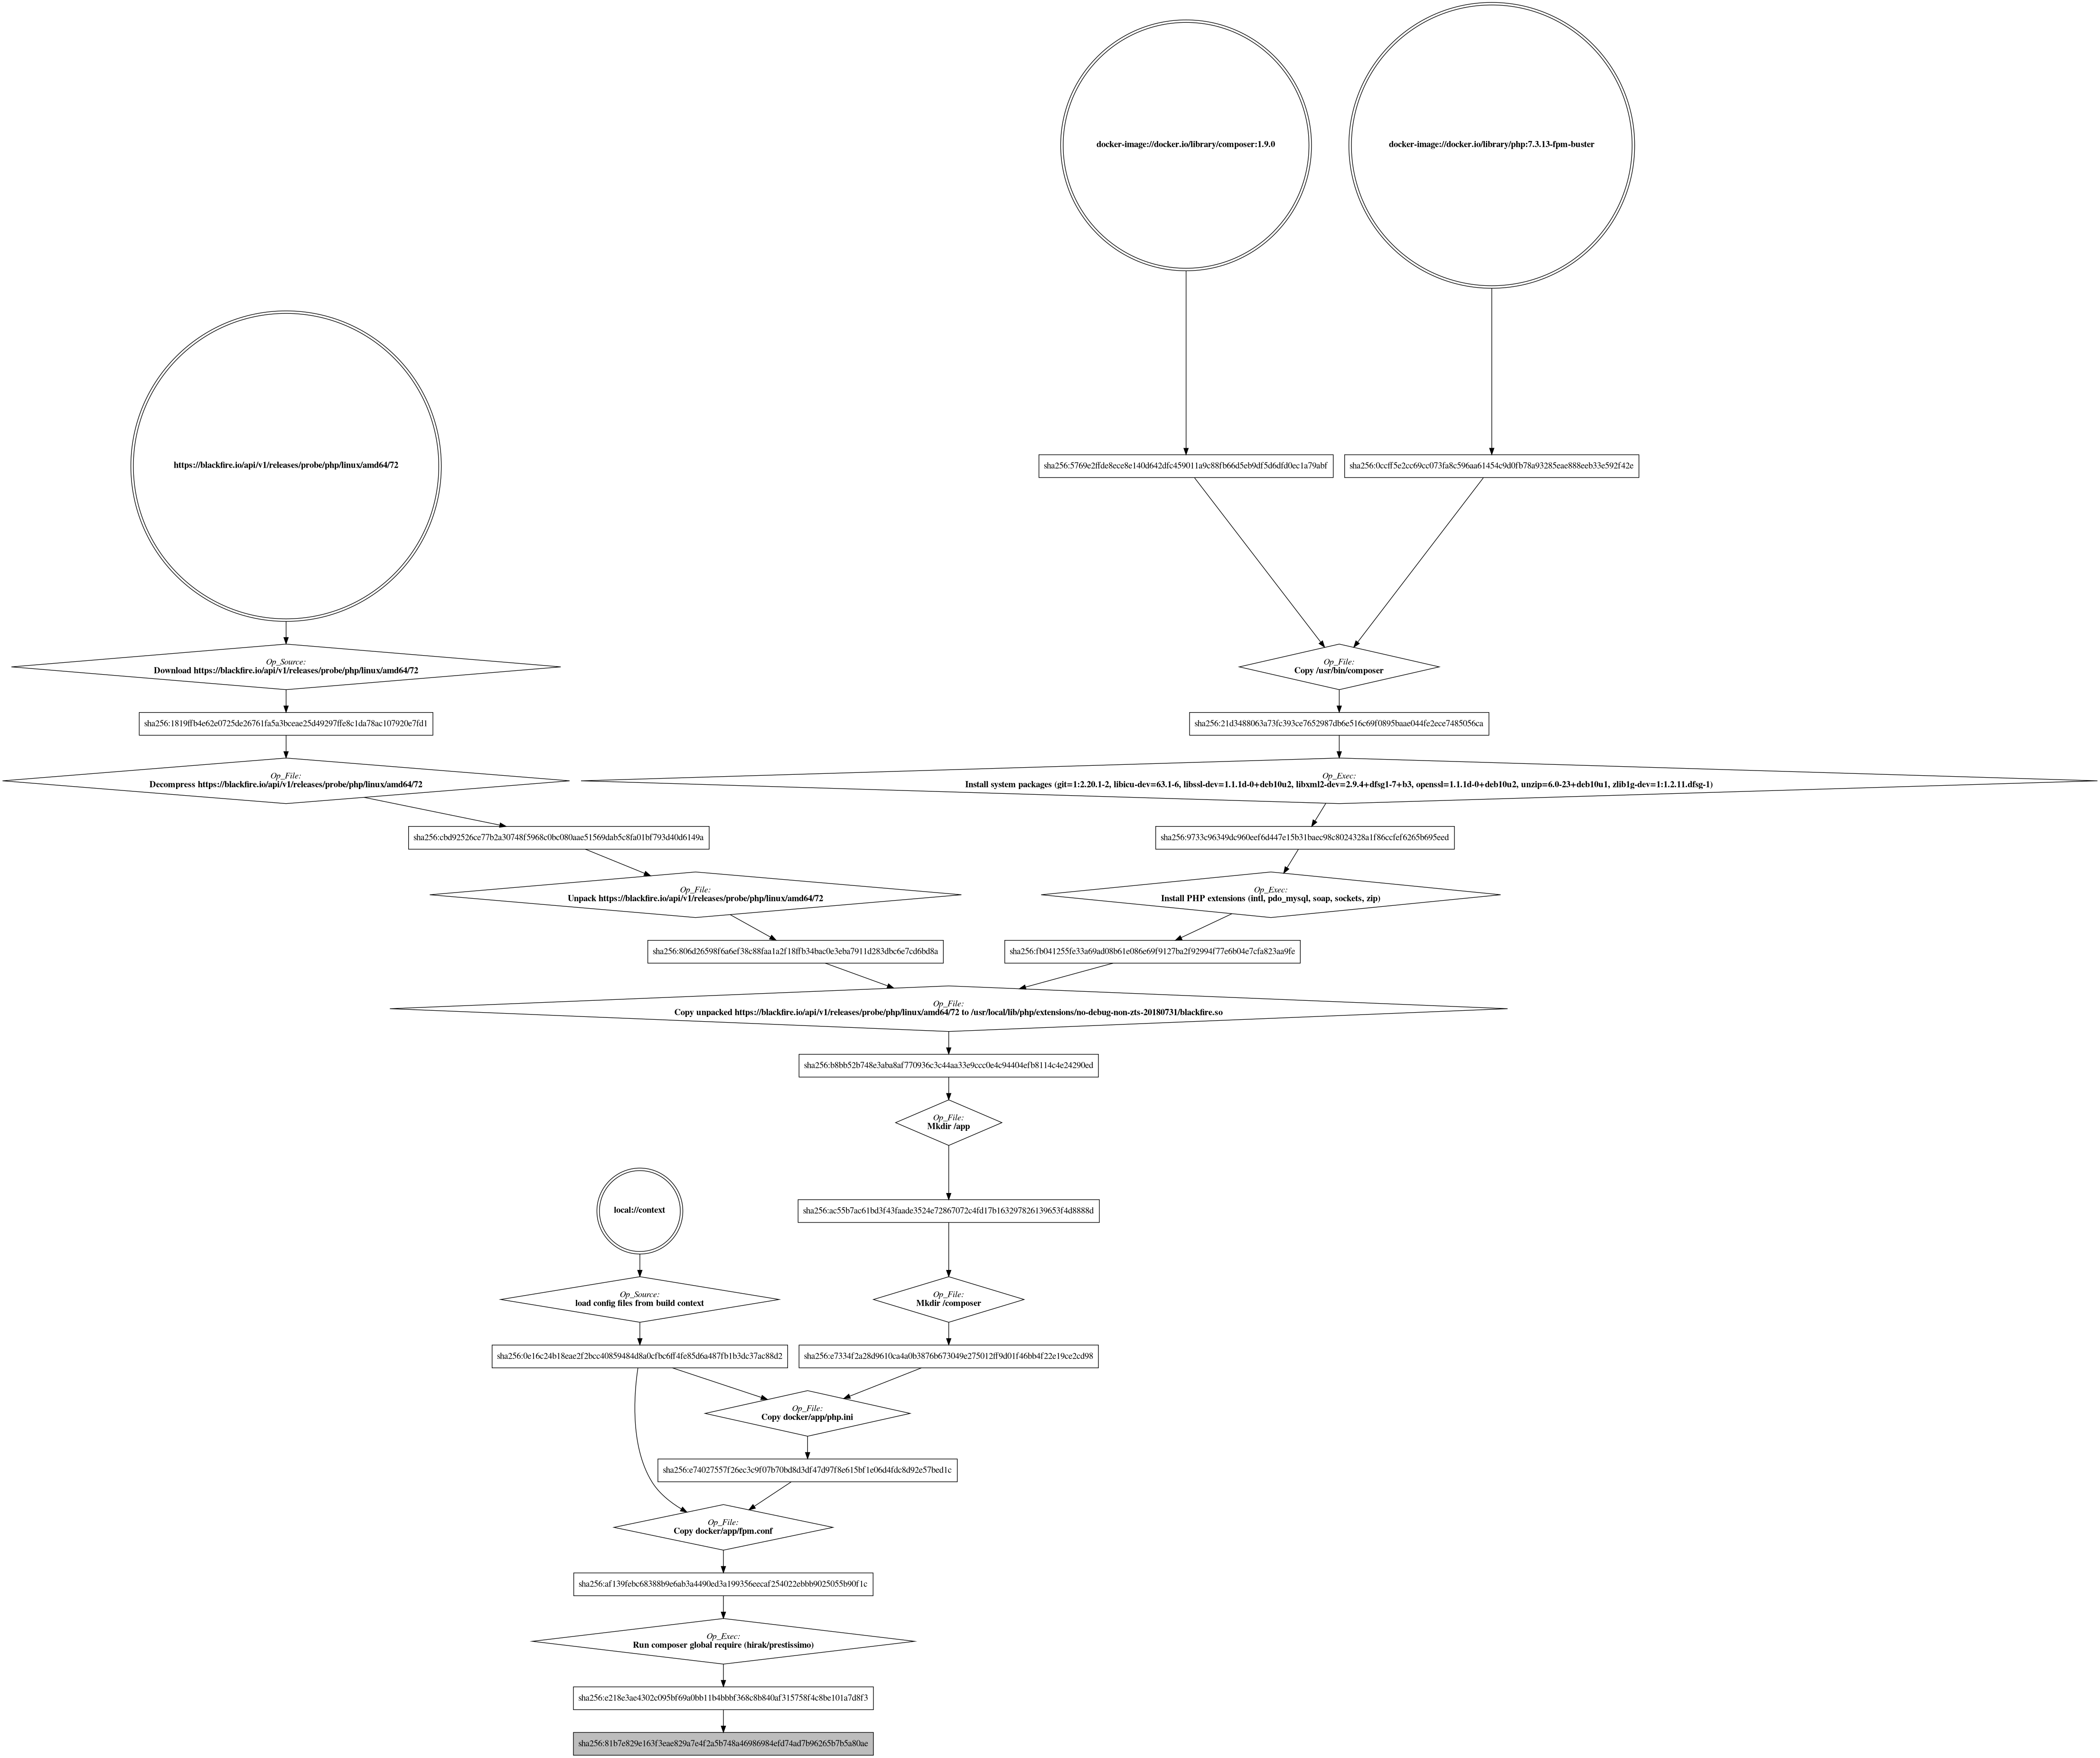 docker-image://docker.io/library/composer:1.9.0
docker-image://docker.io/library/php:7.3.13-fpm-buster
https://blackfire.io/api/v1/releases/probe/php/linux/amd64/72
sha256:5769e2ffde8ece8e140d642dfc459011a9c88fb66d5eb9df5d6dfd0ec1a79abf
sha256:0ccff5e2cc69cc073fa8c596aa61454c9d0fb78a93285eae888eeb33e592f42e
Op_Source:
Download https://blackfire.io/api/v1/releases/probe/php/linux/amd64/72
Op_File:
Copy /usr/bin/composer
sha256:1819ffb4e62e0725de26761fa5a3bceae25d49297ffe8c1da78ac107920e7fd1
sha256:21d3488063a73fc393ce7652987db6e516c69f0895baae044fe2ece7485056ca
Op_File:
Decompress https://blackfire.io/api/v1/releases/probe/php/linux/amd64/72
Op_Exec:
Install system packages (git=1:2.20.1-2, libicu-dev=63.1-6, libssl-dev=1.1.1d-0+deb10u2, libxml2-dev=2.9.4+dfsg1-7+b3, openssl=1.1.1d-0+deb10u2, unzip=6.0-23+deb10u1, zlib1g-dev=1:1.2.11.dfsg-1)
sha256:cbd92526ce77b2a30748f5968c0bc080aae51569dab5c8fa01bf793d40d6149a
sha256:9733c96349dc960eef6d447e15b31baec98c8024328a1f86ccfef6265b695eed
Op_File:
Unpack https://blackfire.io/api/v1/releases/probe/php/linux/amd64/72
Op_Exec:
Install PHP extensions (intl, pdo_mysql, soap, sockets, zip)
sha256:806d26598f6a6ef38c88faa1a2f18ffb34bac0e3eba7911d283dbc6e7cd6bd8a
sha256:fb041255fe33a69ad08b61e086e69f9127ba2f92994f77e6b04e7cfa823aa9fe
Op_File:
Copy unpacked https://blackfire.io/api/v1/releases/probe/php/linux/amd64/72 to /usr/local/lib/php/extensions/no-debug-non-zts-20180731/blackfire.so
sha256:b8bb52b748e3aba8af770936c3c44aa33e9ccc0e4c94404efb8114c4e24290ed
Op_File:
Mkdir /app
local://context
sha256:ac55b7ac61bd3f43faade3524e72867072c4fd17b163297826139653f4d8888d
Op_Source:
load config files from build context
Op_File:
Mkdir /composer
sha256:0e16c24b18eae2f2bcc40859484d8a0cfbc6ff4fe85d6a487fb1b3dc37ac88d2
sha256:e7334f2a28d9610ca4a0b3876b673049e275012ff9d01f46bb4f22e19ce2cd98
Op_File:
Copy docker/app/php.ini
sha256:e74027557f26ec3c9f07b70bd8d3df47d97f8e615bf1e06d4fdc8d92e57bed1c
Op_File:
Copy docker/app/fpm.conf
sha256:af139febc68388b9e6ab3a4490ed3a199356eecaf254022ebbb9025055b90f1c
Op_Exec:
Run composer global require (hirak/prestissimo)
sha256:e218e3ae4302c095bf69a0bb11b4bbbf368c8b840af315758f4c8be101a7d8f3
sha256:81b7e829e163f3eae829a7e4f2a5b748a46986984efd74ad7b96265b7b5a80ae